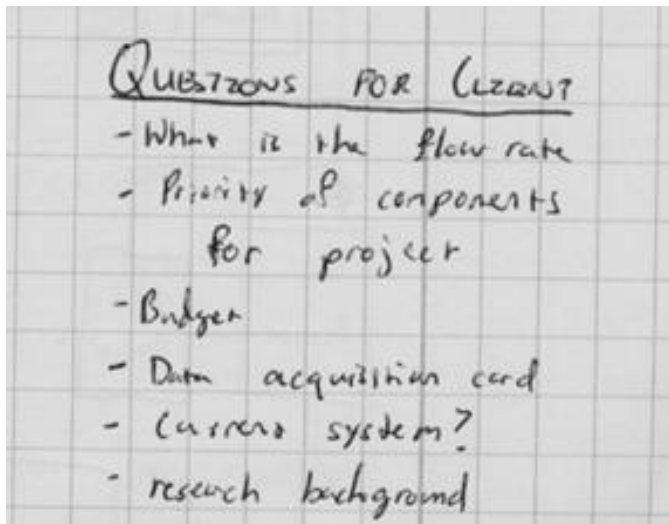 QUESTIONS FOR CLIENT
- What is the flow rate
- Priority of components
for project
- Budget
- Data acquisition card
- Current system?
- research background